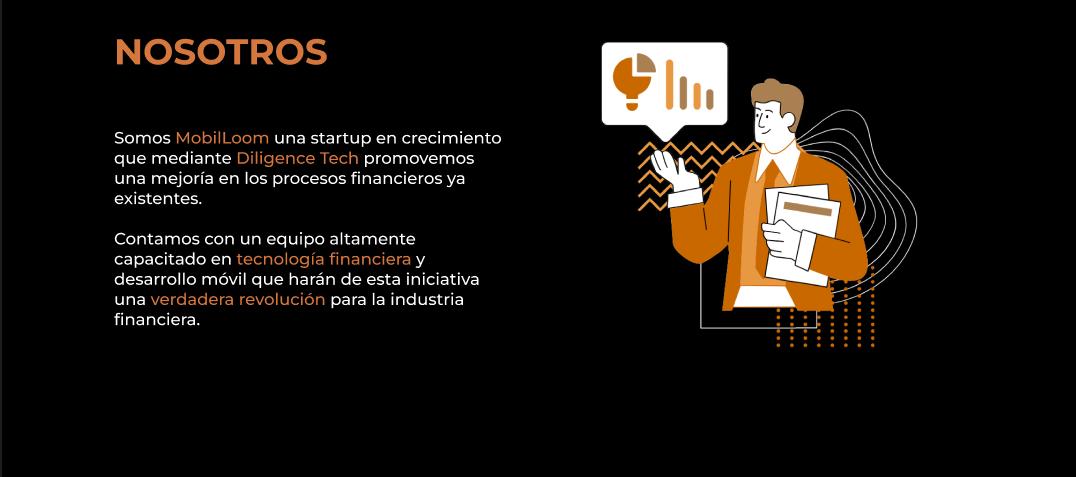 NOSOTROS
Somos MobilLoom una startup en crecimiento
que mediante Diligence Tech promovemos
una mejoría en los procesos financieros ya
existentes.
Contamos con un equipo altamente
capacitado en tecnología financiera y
desarrollo móvil que harán de esta iniciativa
una verdadera revolución para la industria
financiera.